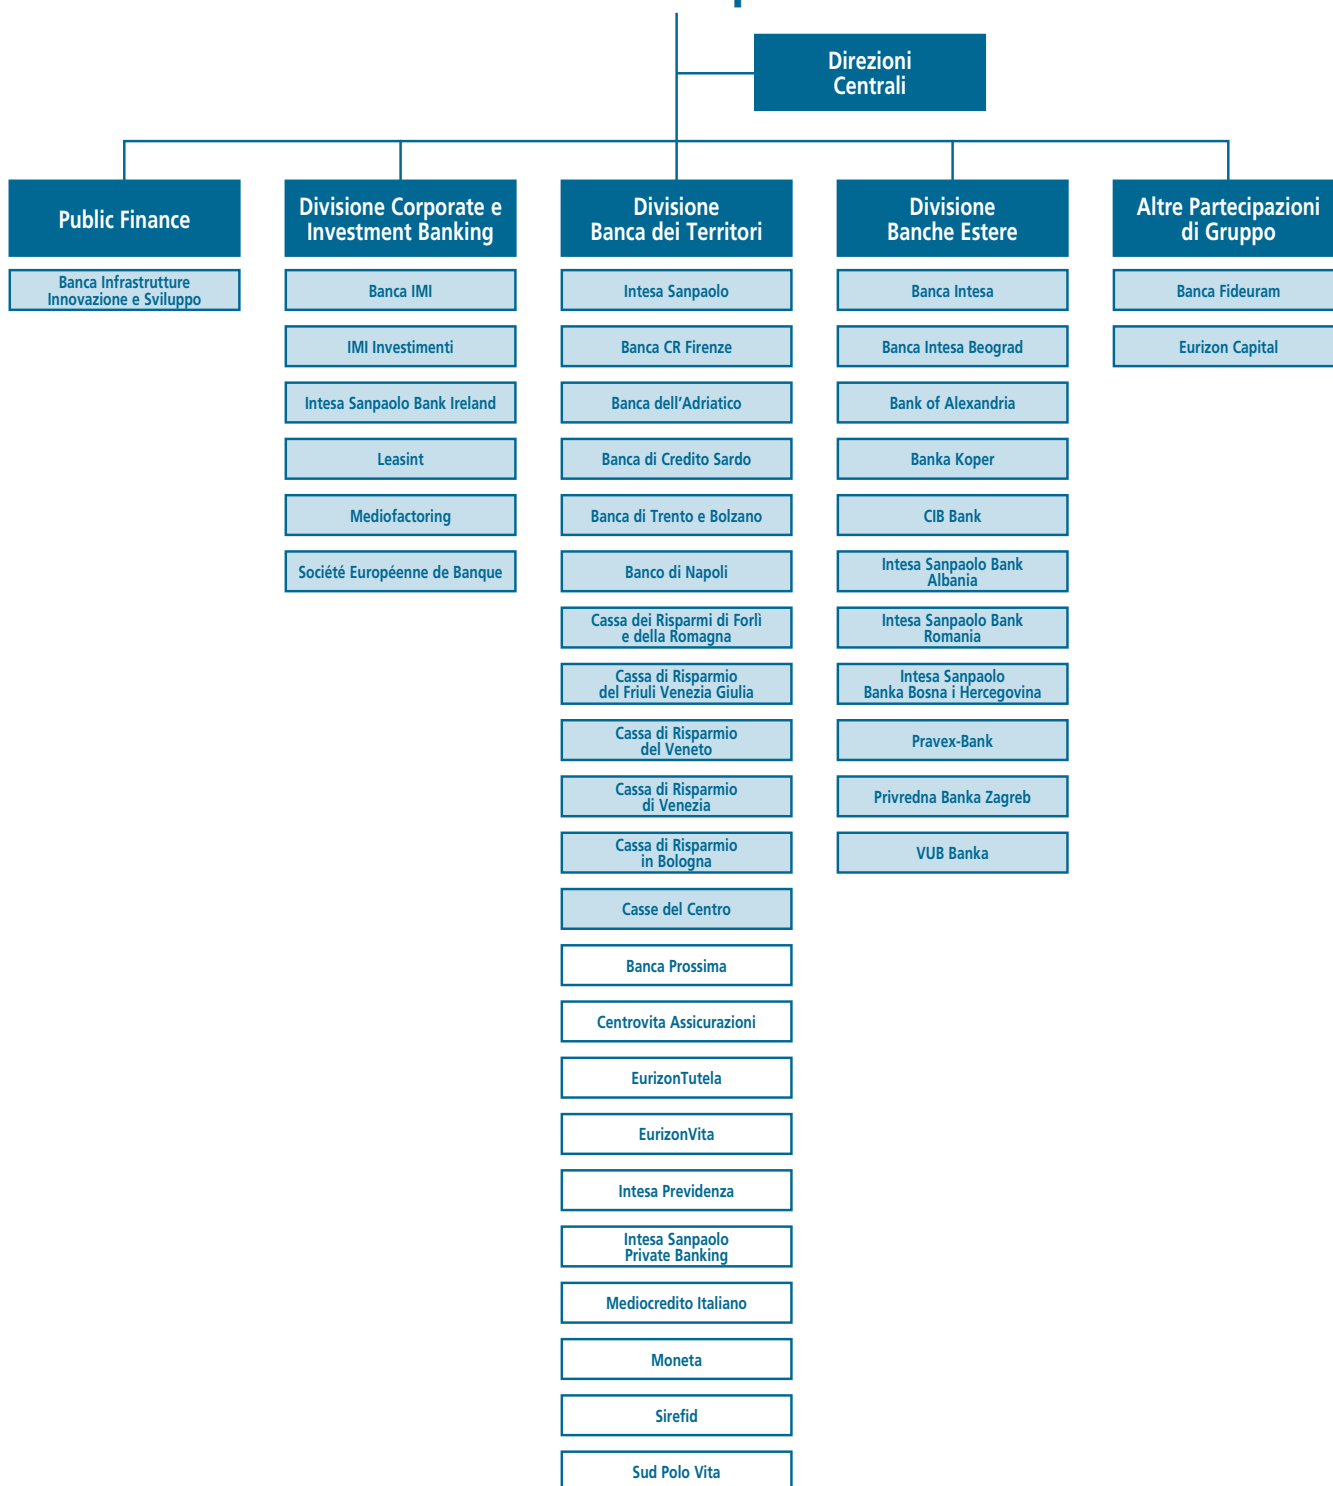 Direzioni
Centrali
Public Finance
Divisione Corporate e
Investment Banking
Divisione
Banca dei Territori
Divisione
Banche Estere
Altre Partecipazioni
di Gruppo
Banca Infrastrutture
Innovazione e Sviluppo
Banca IMI
IMI Investimenti
Intesa Sanpaolo Bank Ireland
Leasint
Mediofactoring
Société Européenne de Banque
Intesa Sanpaolo
Banca CR Firenze
Banca dell’Adriatico
Banca di Credito Sardo
Banca di Trento e Bolzano
Banco di Napoli
Cassa dei Risparmi di Forlì
e della Romagna
Cassa di Risparmio
del Friuli Venezia Giulia
Cassa di Risparmio
del Veneto
Cassa di Risparmio
di Venezia
Cassa di Risparmio
in Bologna
Casse del Centro
Banca Prossima
Centrovita Assicurazioni
EurizonTutela
EurizonVita
Intesa Previdenza
Intesa Sanpaolo
Private Banking
Mediocredito Italiano
Moneta
Sirefid
Sud Polo Vita
Banca Intesa
Banca Intesa Beograd
Bank of Alexandria
Banka Koper
CIB Bank
Intesa Sanpaolo Bank
Albania
Intesa Sanpaolo Bank
Romania
Intesa Sanpaolo
Banka Bosna i Hercegovina
Pravex-Bank
Privredna Banka Zagreb
VUB Banka
Banca Fideuram
Eurizon Capital